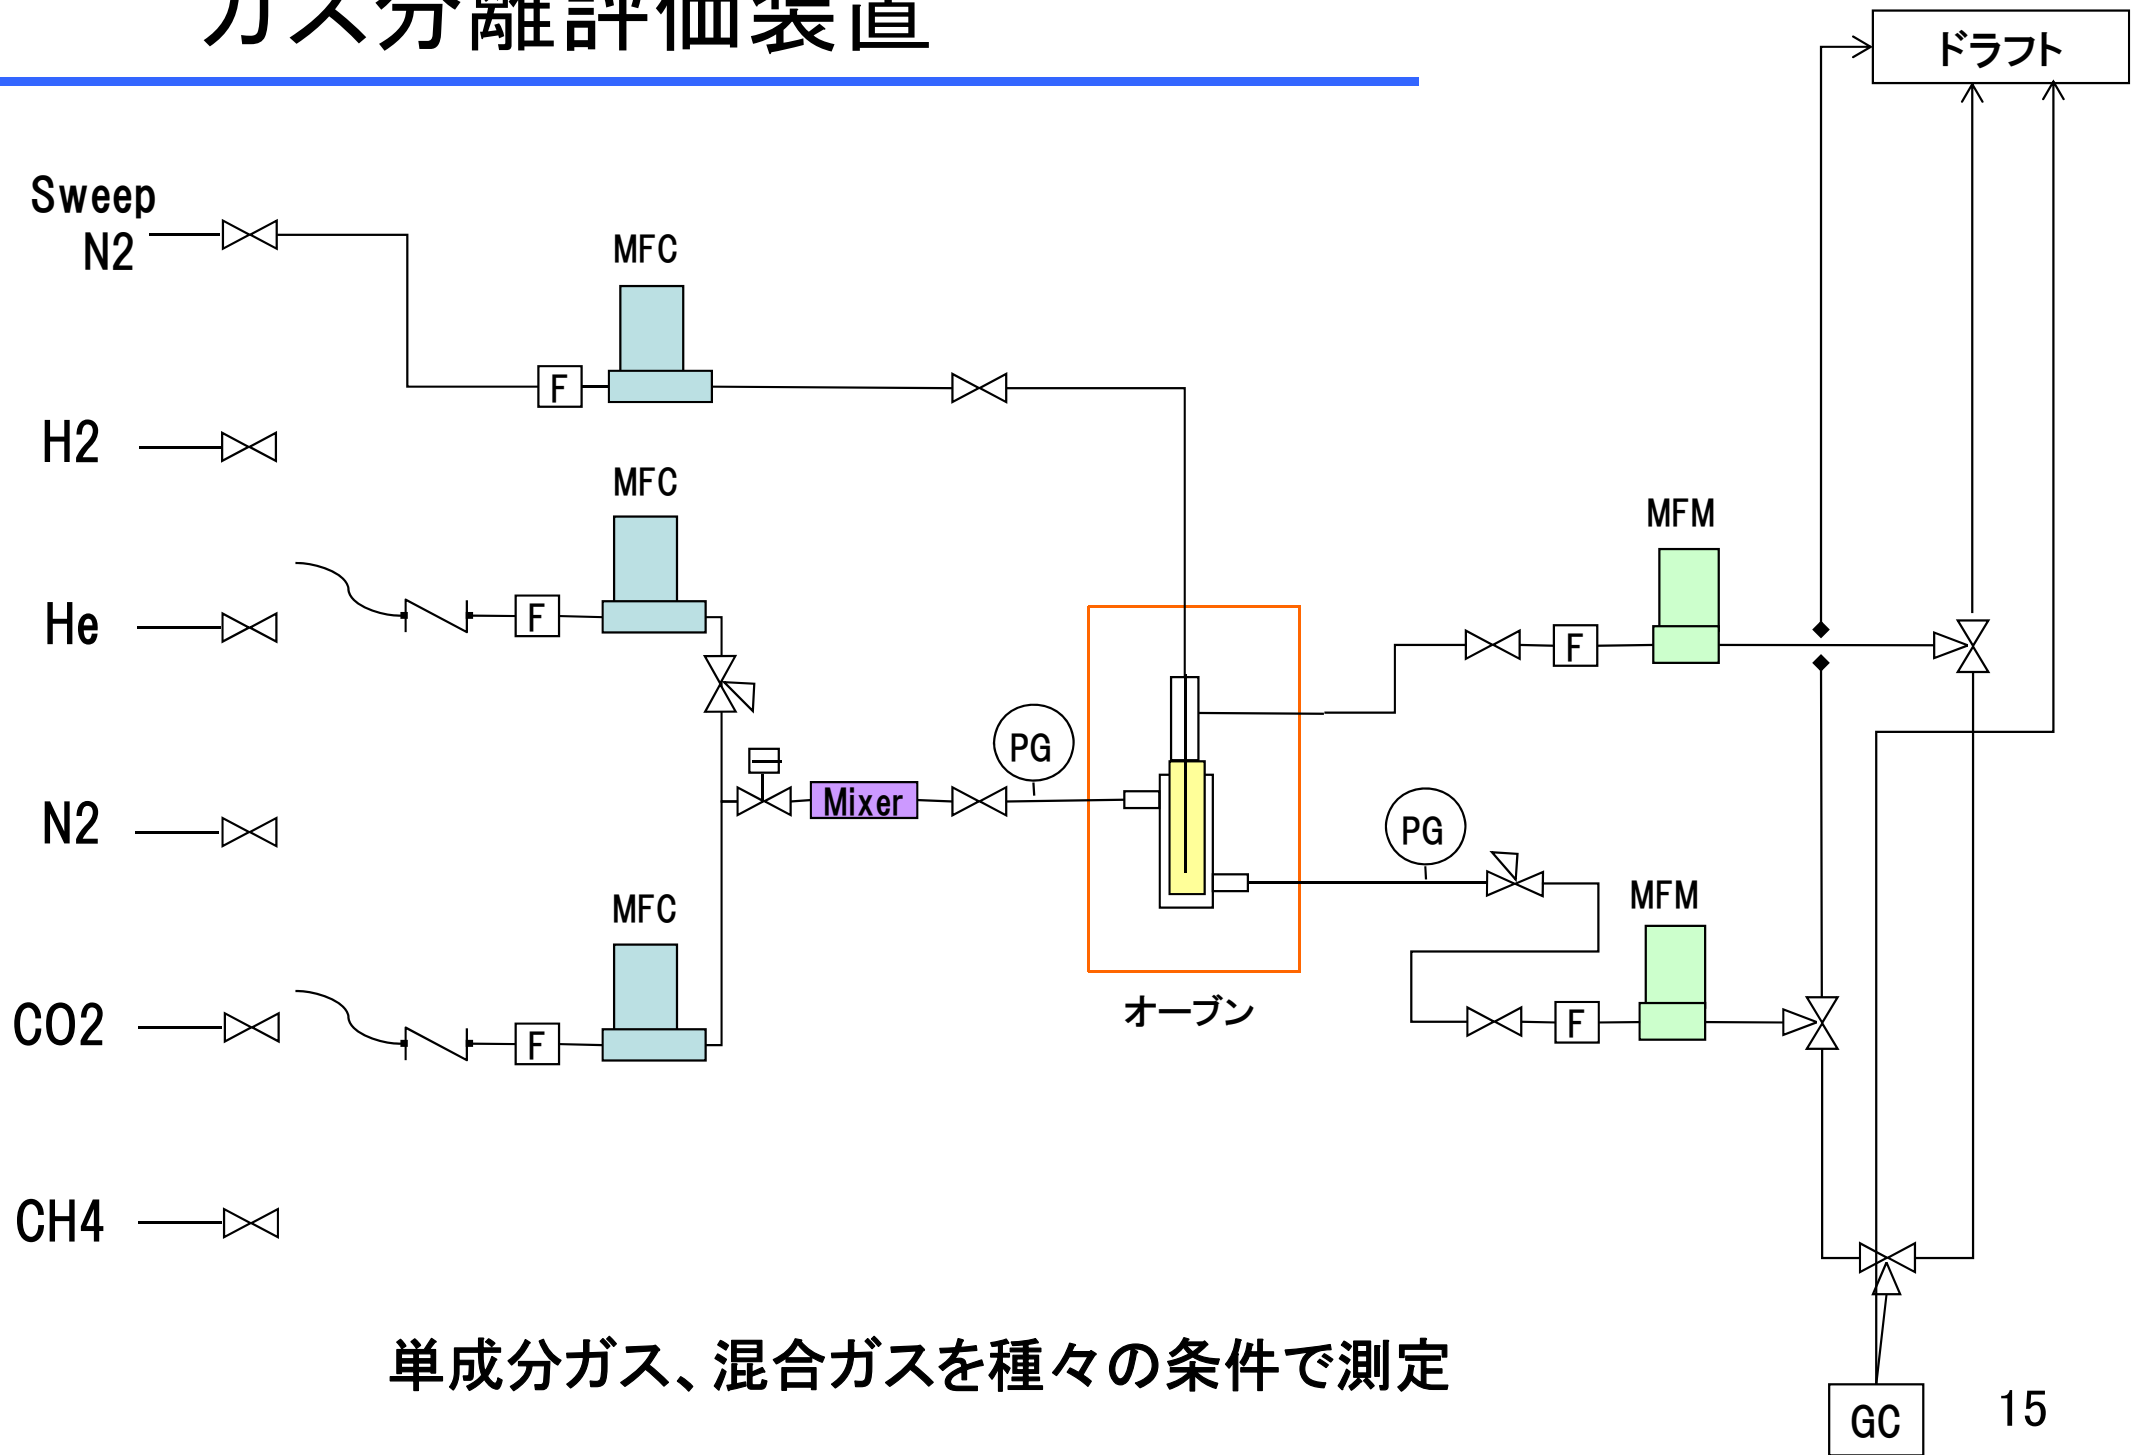 ガス分離評価装置
ドラフト
Sweep
N2
MFC
F
H2
MFC
MFM
He
F
F
N2
PG
Mixer
PG
MFC
MFM
CO2
オーブン
F
F
CH4
単成分ガス、混合ガスを種々の条件で測定
GC
15